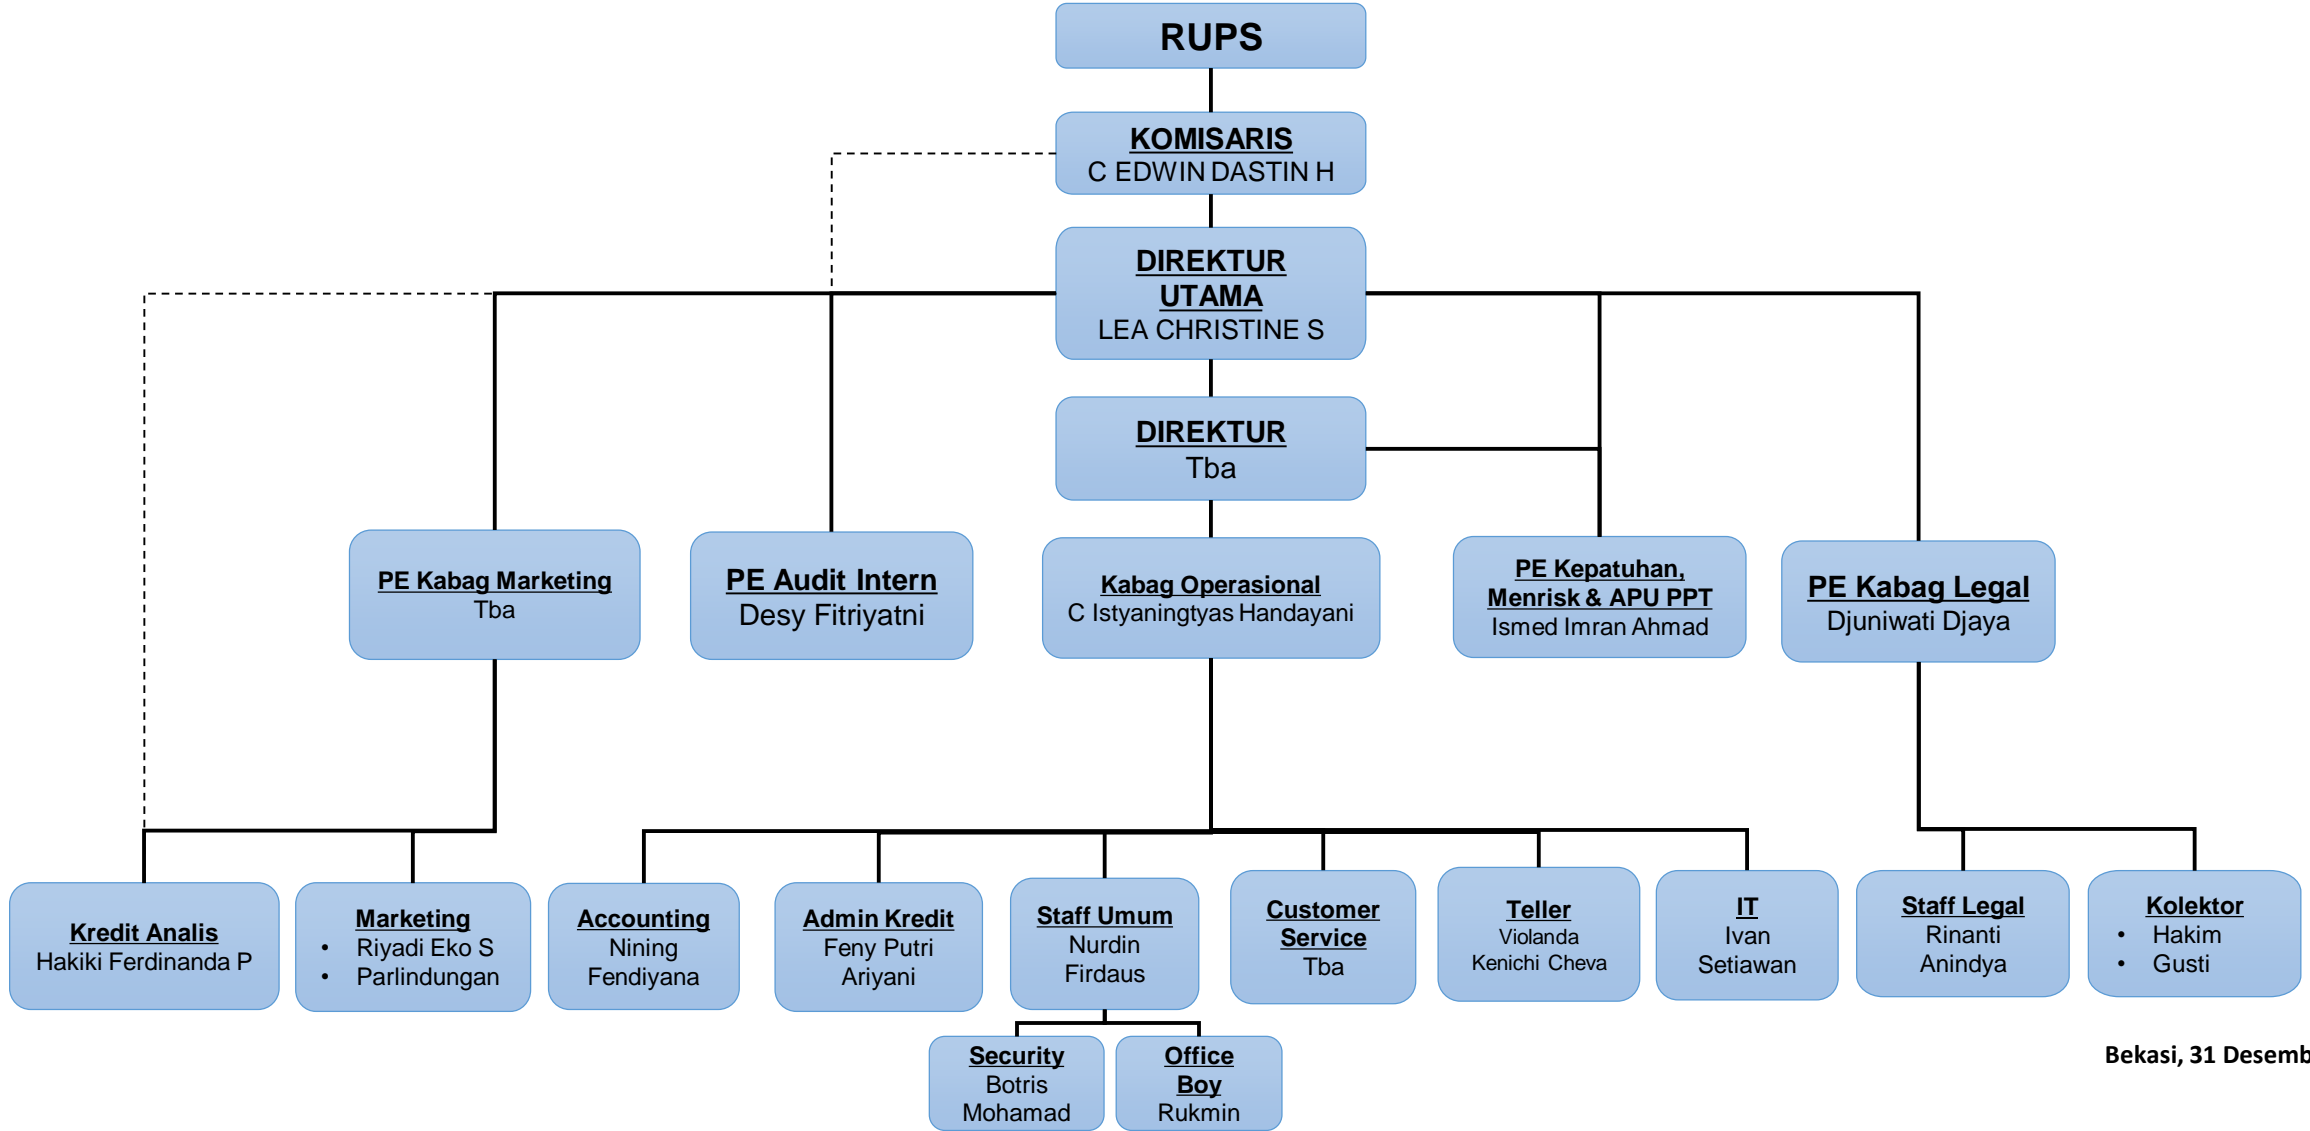 RUPS
KOMISARIS
C EDWIN DASTIN H
DIREKTUR
UTAMA
LEA CHRISTINE S
DIREKTUR
Tba
PE Kabag Marketing
Tba
PE Audit Intern
Desy Fitriyatni
Kabag Operasional
C Istyaningtyas Handayani
PE Kepatuhan,
Menrisk & APU PPT
Ismed Imran Ahmad
PE Kabag Legal
Djuniwati Djaya
Kredit Analis
Hakiki Ferdinanda P
Marketing
• Riyadi Eko S
• Parlindungan
Accounting
Nining
Fendiyana
Admin Kredit
Feny Putri
Ariyani
Staff Umum
Nurdin
Firdaus
Customer
Service
Tba
Teller
Violanda
Kenichi Cheva
IT
Ivan
Setiawan
Staff Legal
Rinanti
Anindya
Kolektor
• Hakim
• Gusti
Security
Botris
Mohamad
Office
Boy
Rukmin
Bekasi, 31 Desemb